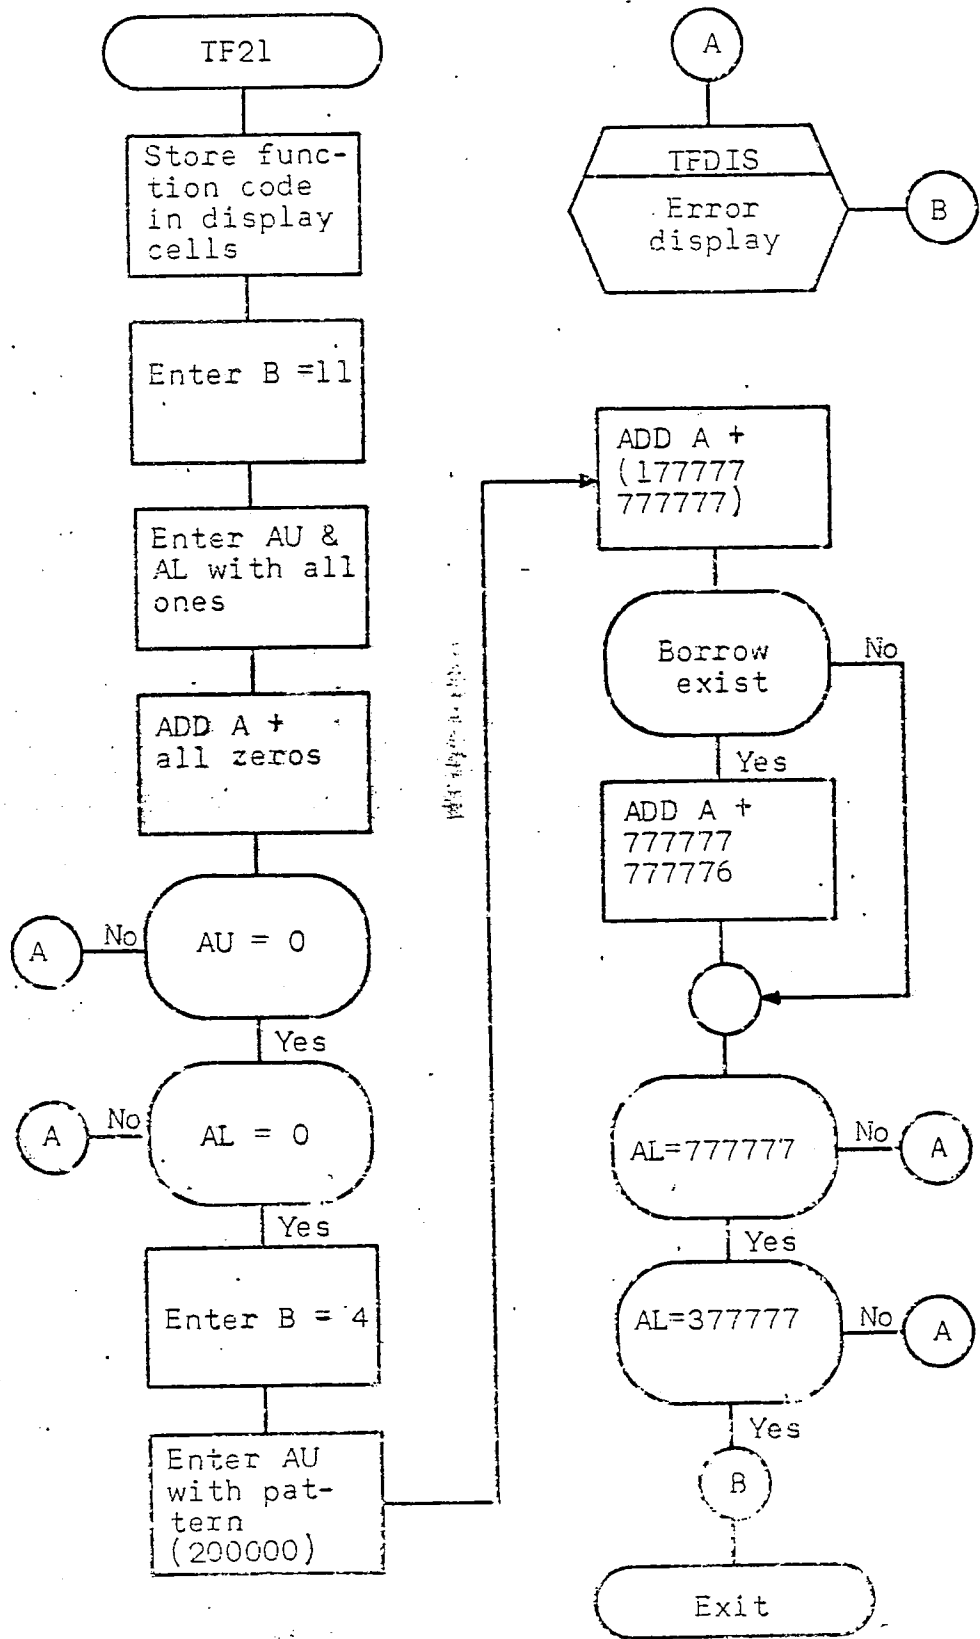 TF21
Store func-
tion code
in display
cells
Enter B =11
Enter AU &
AL with all
ones
ADD A +
all zeros
AU = 0
No
A
Yes
AL = 0
No
A
Yes
Enter B = 4
Enter AU
with pat-
tern
(200000)
A
TFDIS
Error
display
B
ADD A +
(177777
777777)
Borrow
exist
No
Yes
ADD A +
777777
777776
AL=777777
No
A
Yes
AL=377777
No
A
Yes
B
Exit